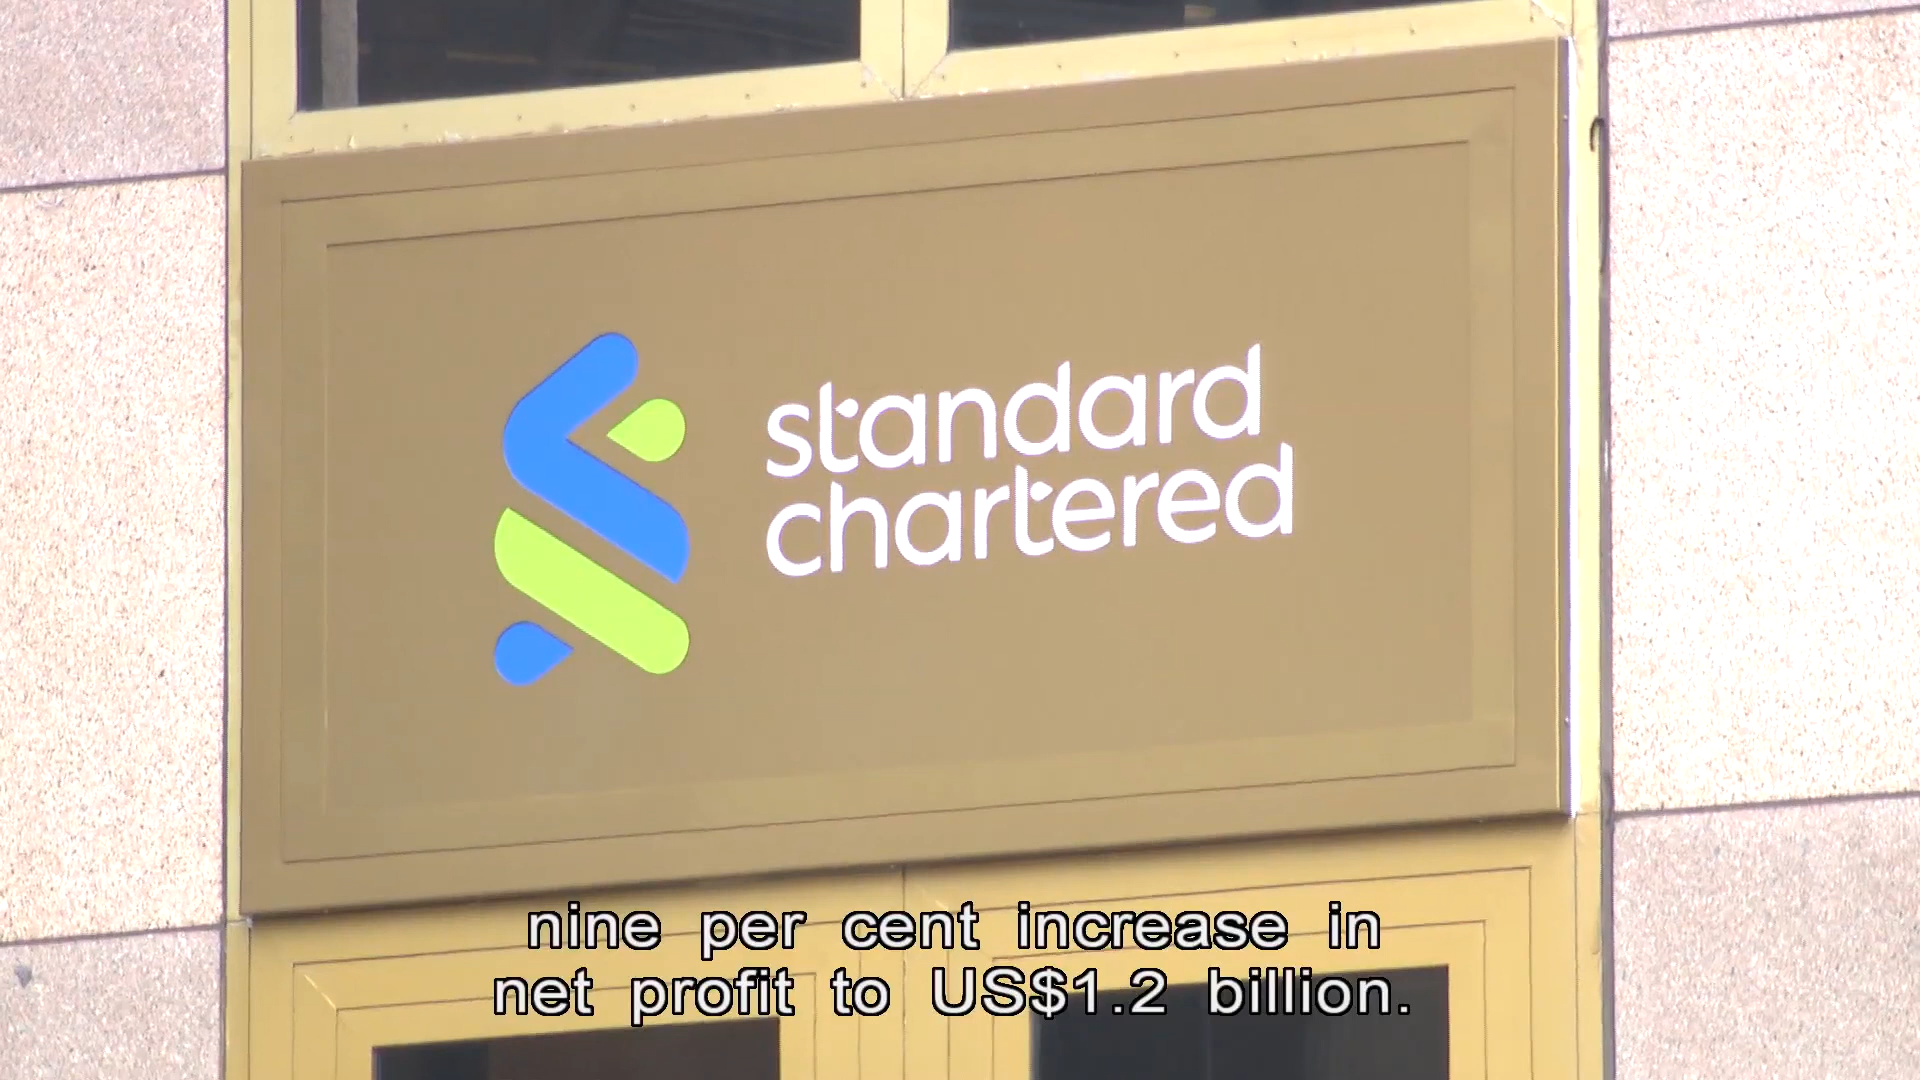 standard
chartered
nine per cent increase in
net profit to US$1.2 billion.